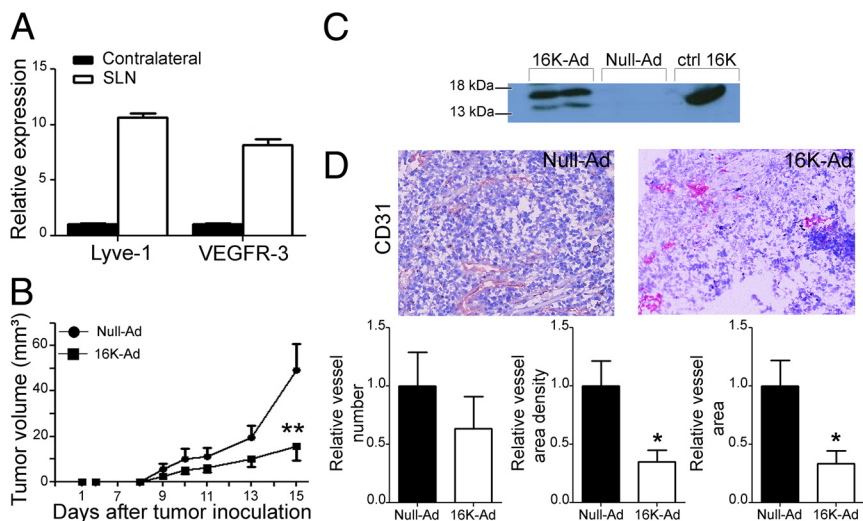 A
Contralateral
SLN
Relative expression
15
10
5
0
Lyve-1 VEGFR-3
B
Null-Ad
16K-Ad
Tumor volume (mm³)
60
40
20
0
**
1 7 9 11 13 15
Days after tumor inoculation
C
16K-Ad Null-Ad ctrl 16K
18 kDa
13 kDa
D
CD31
Null-Ad
16K-Ad
Relative vessel
number
1.5
1.0
0.5
0.0
Null-Ad 16K-Ad
Relative vessel
area density
1.5
1.0
0.5
0.0
*
Null-Ad 16K-Ad
Relative vessel
area
1.5
1.0
0.5
0.0
*
Null-Ad 16K-Ad